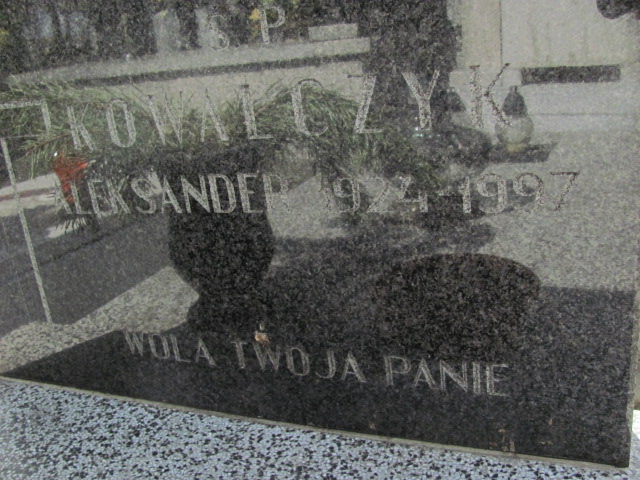 Ś.P.
KOWALCZYK
ALEKSANDER 1924-1997
WOLA TWOJA PANIE